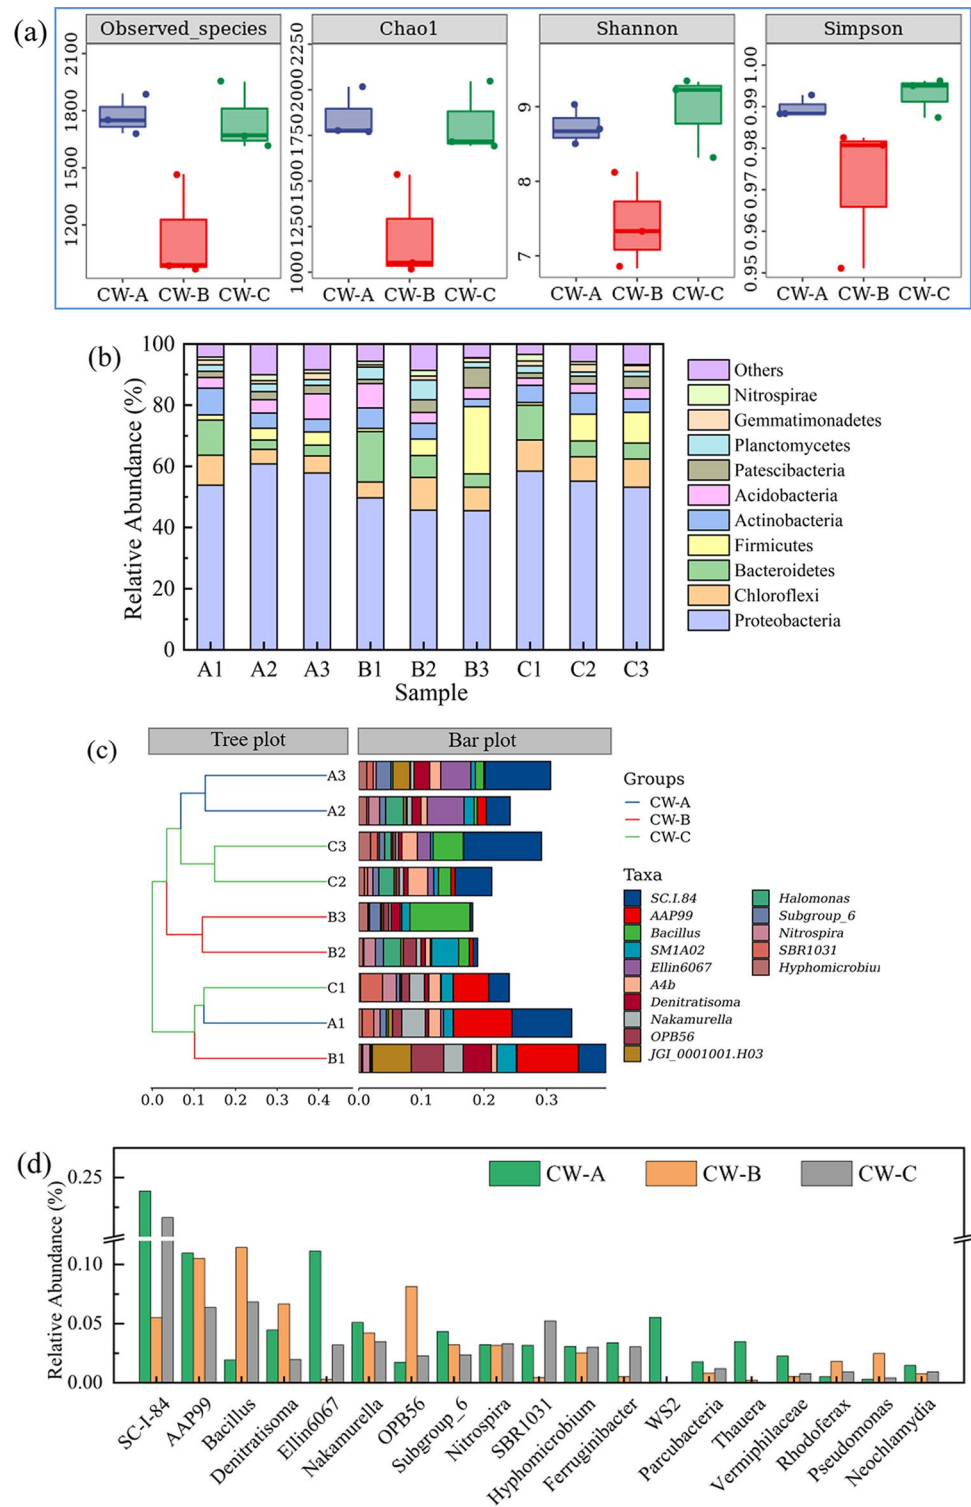 (a)
Observed_species
Chao1
Shannon
Simpson
2100
1800
1500
1200
2250
2000
1750
1500
1250
1000
9
8
7
1.00
0.99
0.98
0.97
0.96
0.95
CW-A CW-B CW-C
CW-A CW-B CW-C
CW-A CW-B CW-C
CW-A CW-B CW-C
(b)
Relative Abundance (%)
100
80
60
40
20
0
A1 A2 A3 B1 B2 B3 C1 C2 C3
Sample
Others
Nitrospirae
Gemmatimonadetes
Planctomycetes
Patescibacteria
Acidobacteria
Actinobacteria
Firmicutes
Bacteroidetes
Chloroflexi
Proteobacteria
(c)
Tree plot
Bar plot
A3
A2
C3
C2
B3
B2
C1
A1
B1
0.0 0.1 0.2 0.3 0.4
0.0 0.1 0.2 0.3
Groups
CW-A
CW-B
CW-C
Taxa
SC.I.84
AAP99
Bacillus
SM1A02
Ellin6067
A4b
Denitratisoma
Nakamurella
OPB56
JGI_0001001.H03
Halomonas
Subgroup_6
Nitrospira
SBR1031
Hyphomicrobiur
(d)
Relative Abundance (%)
0.25
0.10
0.05
0.00
CW-A CW-B CW-C
SC-I-84
AAP99
Bacillus
Denitratisoma
Ellin6067
Nakamurella
OPB56
Subgroup_6
Nitrospira
SBR1031
Hyphomicrobium
Ferruginibacter
WS2
Parcubacteria
Thauera
Vermiphilaceae
Rhodoferax
Pseudomonas
Neochlamydia